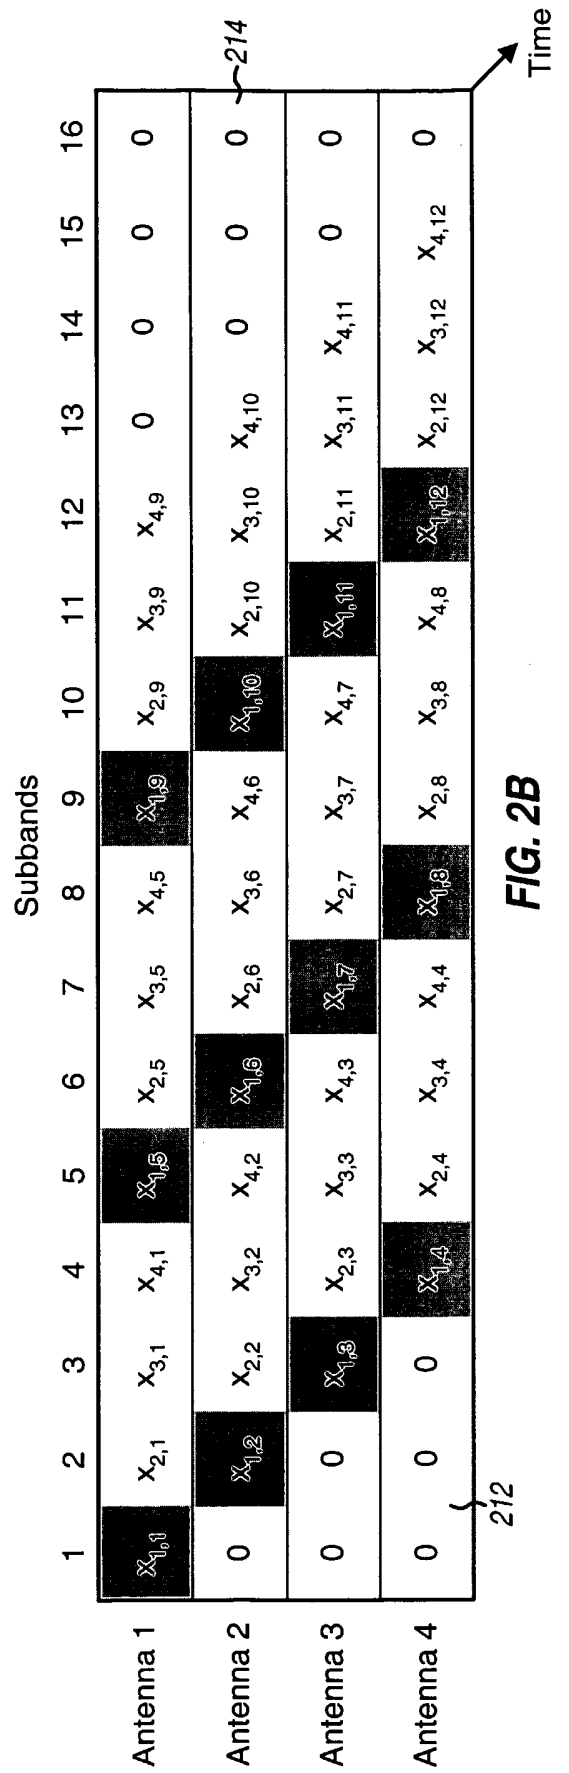 Subbands
1 2 3 4 5 6 7 8 9 10 11 12 13 14 15 16
Antenna 1 X1,1 X2,1 X3,1 X4,1 X1,5 X2,5 X3,5 X4,5 X1,9 X2,9 X3,9 X4,9 0 0 0 0
214
Antenna 2 0 X1,2 X2,2 X3,2 X4,2 X1,6 X2,6 X3,6 X4,6 X1,10 X2,10 X3,10 X4,10 0 0 0
Antenna 3 0 0 X1,3 X2,3 X3,3 X4,3 X1,7 X2,7 X3,7 X4,7 X1,11 X2,11 X3,11 X4,11 0 0
Antenna 4 0 0 0 X1,4 X2,4 X3,4 X4,4 X1,8 X2,8 X3,8 X4,8 X1,12 X2,12 X3,12 X4,12 0
212
Time
FIG. 2B